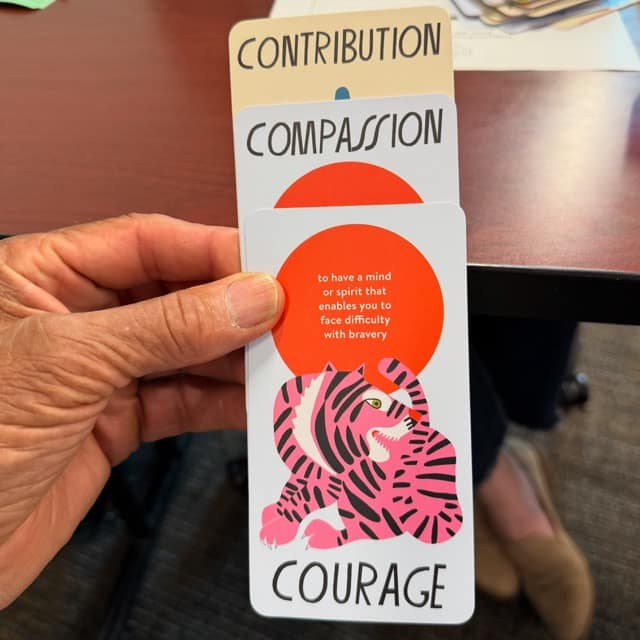 CONTRIBUTION
COMPASSION
to have a mind
or spirit that
enables you to
face difficulty
with bravery
COURAGE